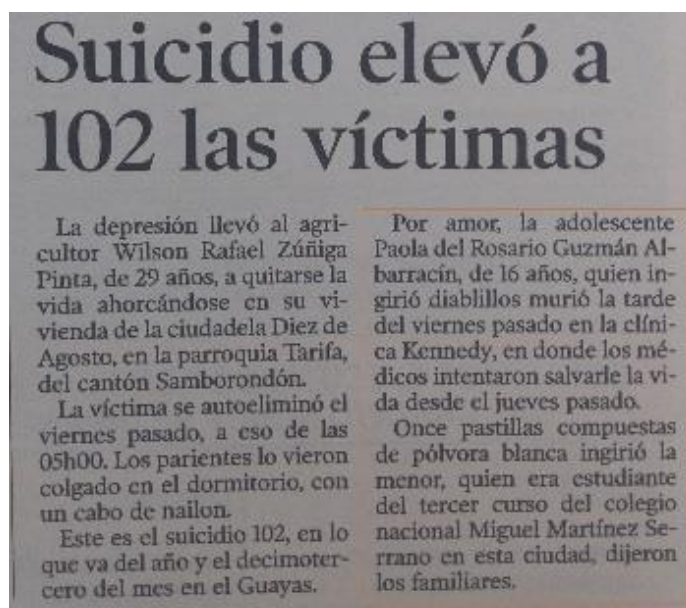 Suicidio elevó a
102 las víctimas
La depresión llevó al agri-
cultor Wilson Rafael Zúñiga
Pinta, de 29 años, a quitarse la
vida ahorcándose en su vi-
vienda de la ciudadela Diez de
Agosto, en la parroquia Tarifa,
del cantón Samborondón.
La víctima se autoeliminó el
viernes pasado, a eso de las
05h00. Los parientes lo vieron
colgado en el dormitorio, con
un cabo de nailon.
Este es el suicidio 102, en lo
que va del año y el decimoter-
cero del mes en el Guayas.
Por amor, la adolescente
Paola del Rosario Guzmán Al-
barracín, de 16 años, quien in-
girió diablillos murió la tarde
del viernes pasado en la clíni-
ca Kennedy, en donde los mé-
dicos intentaron salvarle la vi-
da desde el jueves pasado.
Once pastillas compuestas
de pólvora blanca ingirió la
menor, quien era estudiante
del tercer curso del colegio
nacional Miguel Martínez Se-
rrano en esta ciudad, dijeron
los familiares.